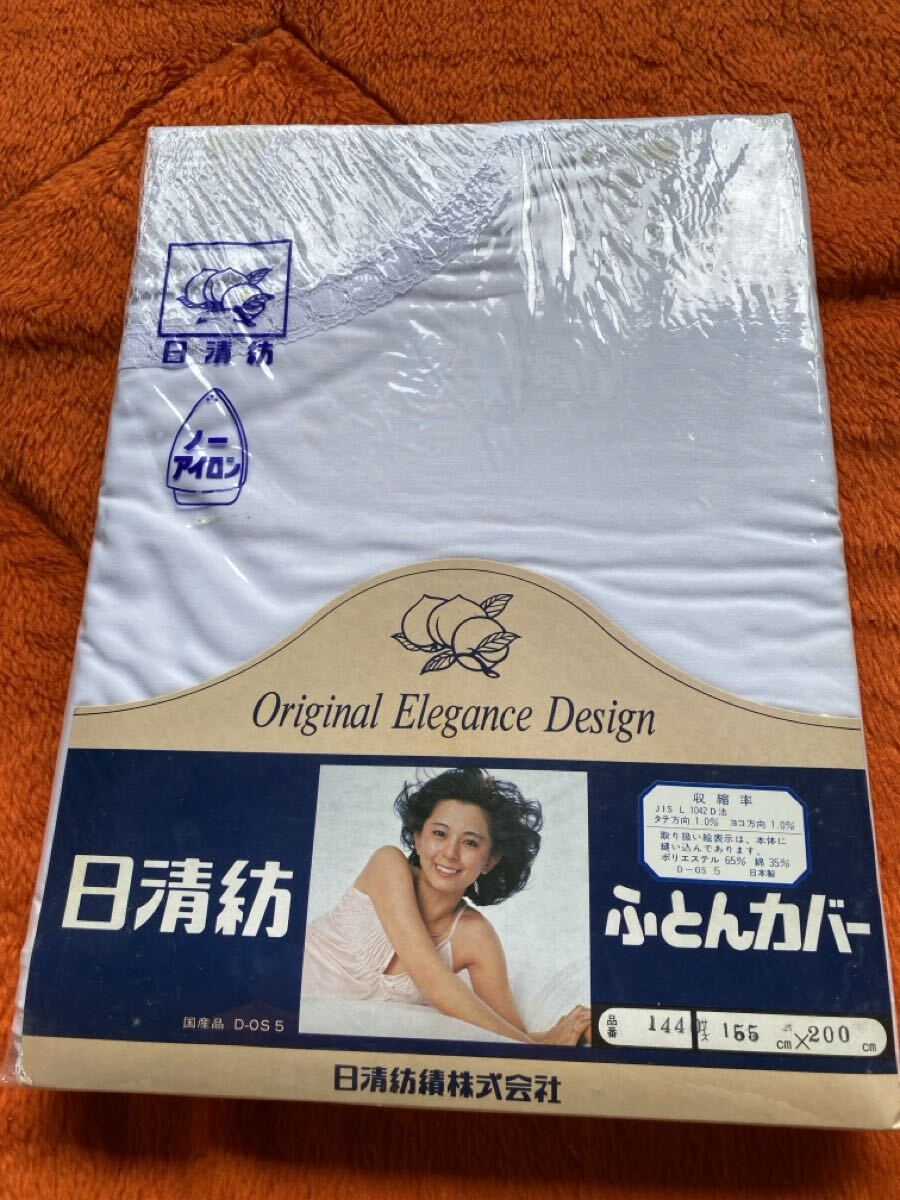 日清紡
ノー
アイロン
Original Elegance Design
収縮率
JIS L 1042 D法
タテ方向 1.0% ヨコ方向 1.0%
取り扱い絵表示は、本体に
縫い込んであります。
ポリエステル 65% 綿 35%
D-OS 5 日本製
日清紡
ふとんカバー
国産品 D-OS 5
品番 144 サイズ 155 cm × 200 cm
日清紡績株式会社